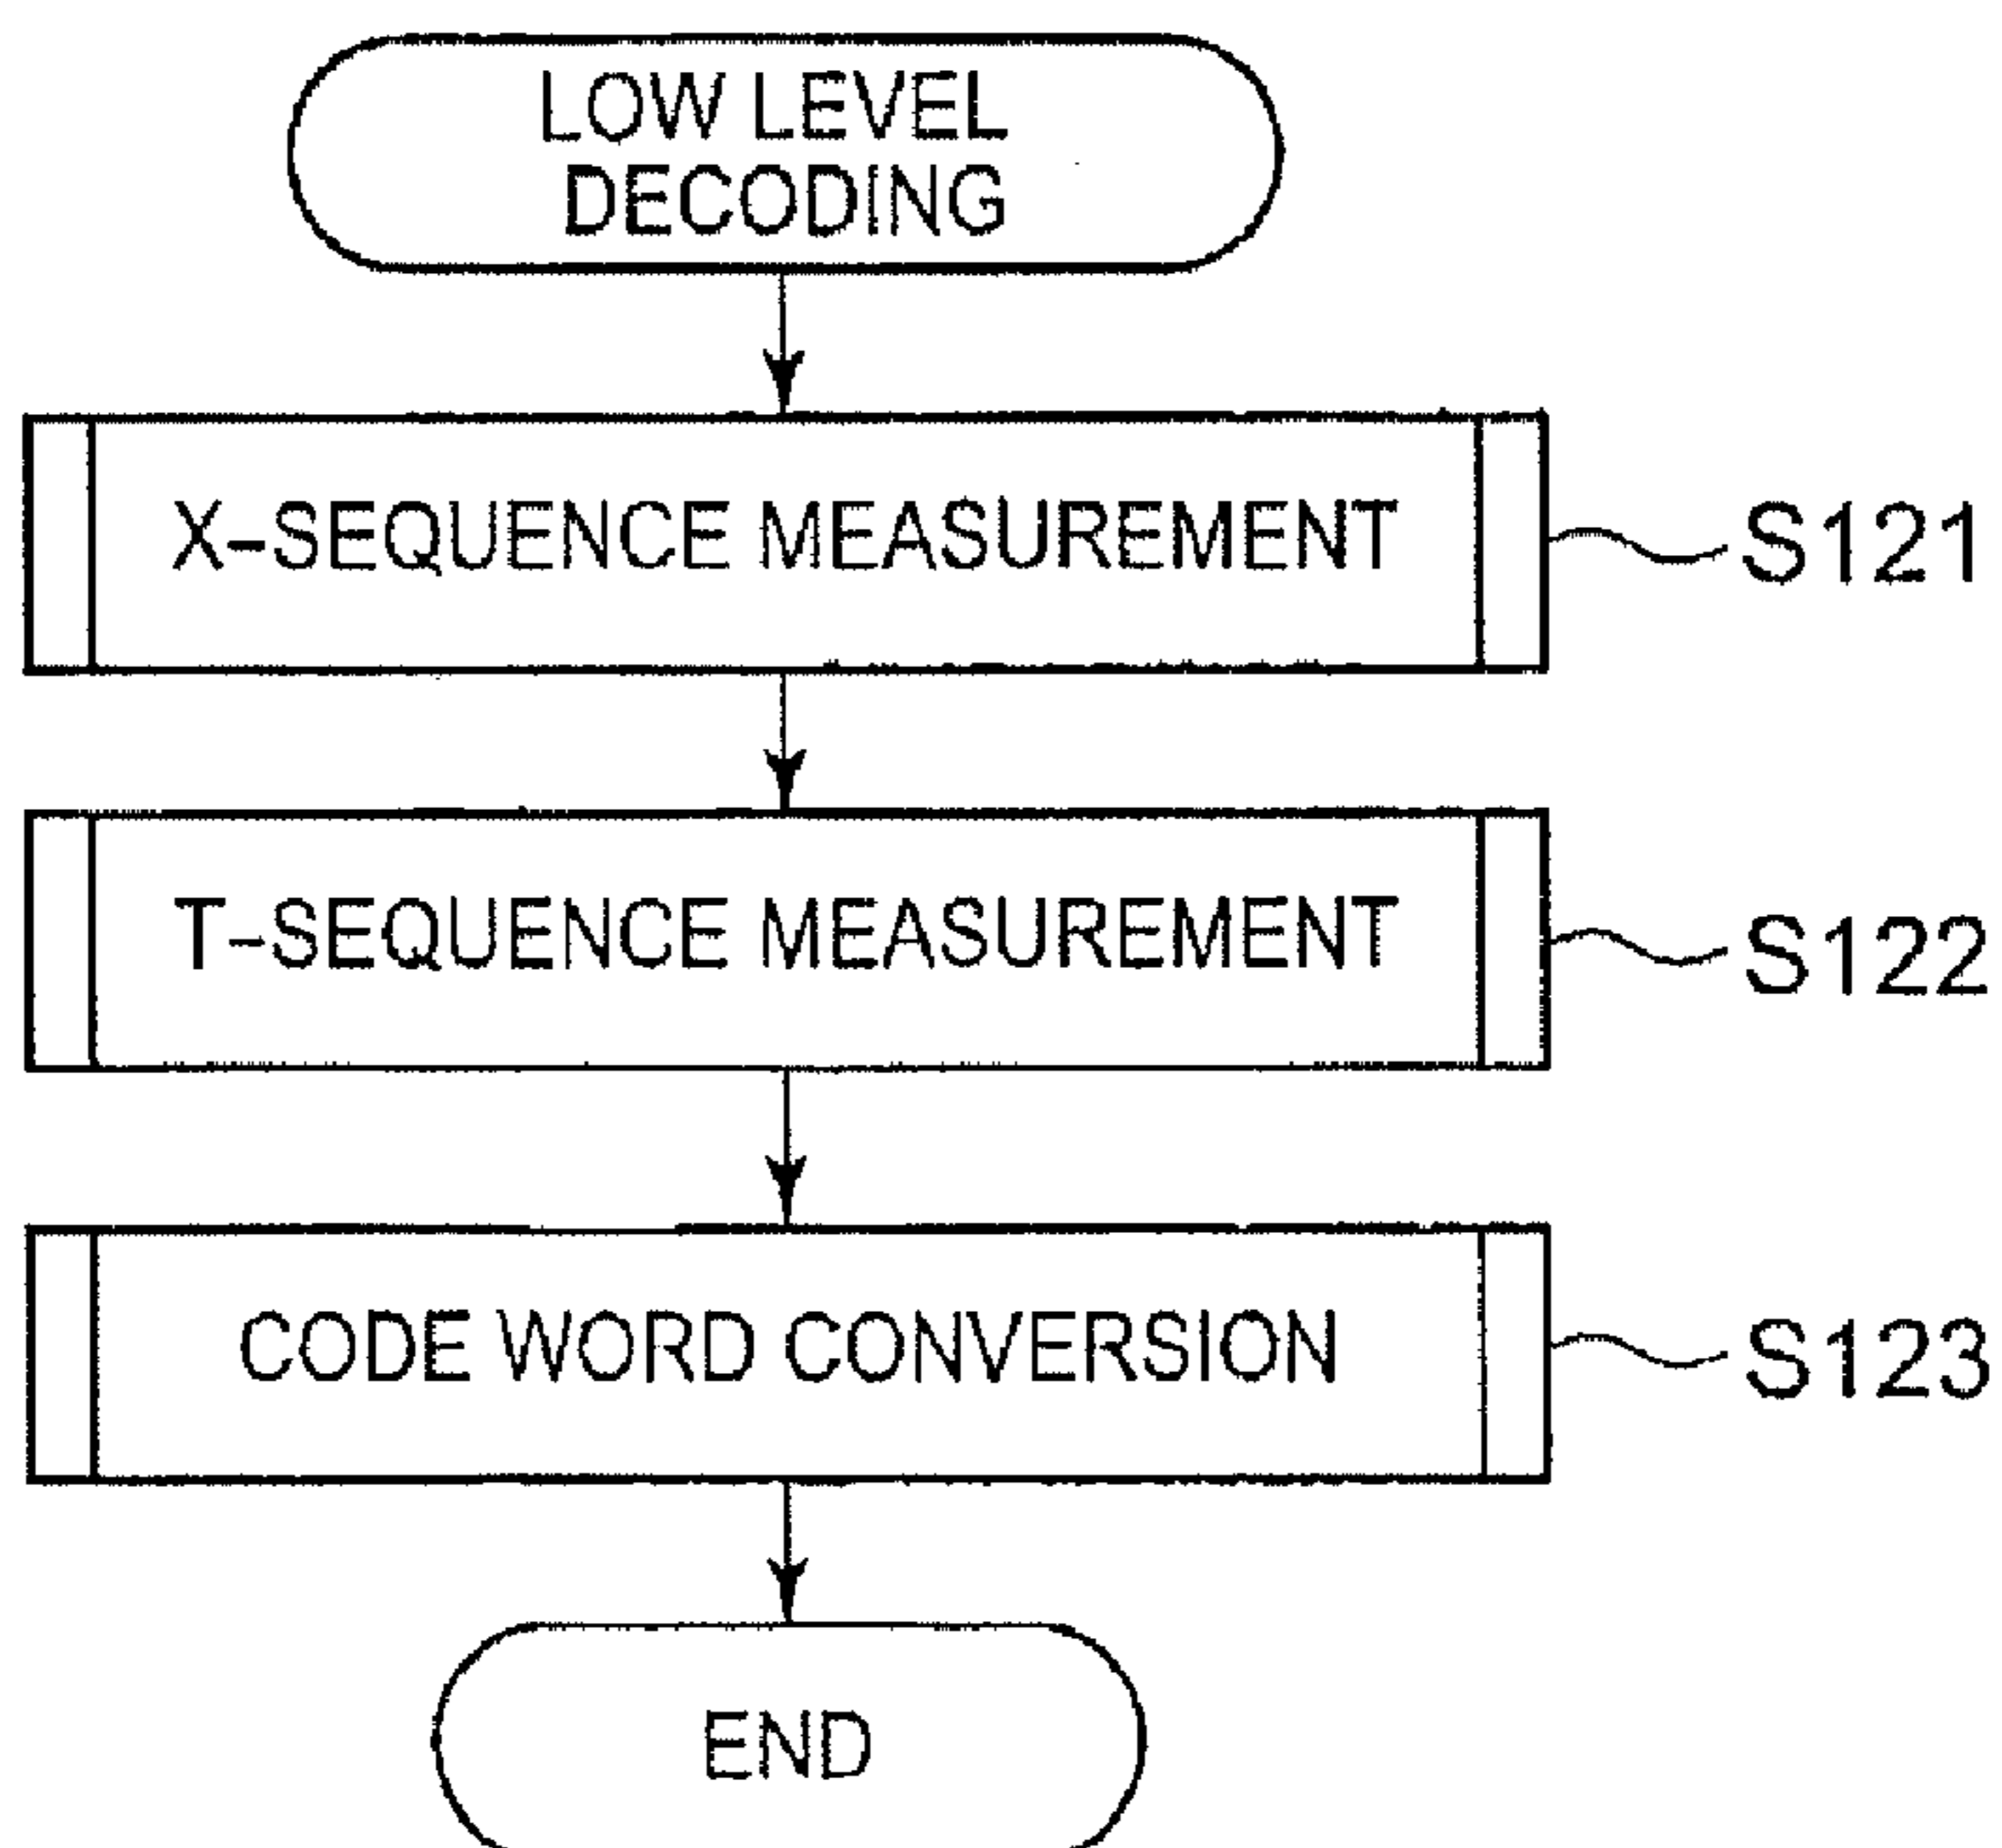 LOW LEVEL
DECODING
X-SEQUENCE MEASUREMENT
S121
T-SEQUENCE MEASUREMENT
S122
CODE WORD CONVERSION
S123
END